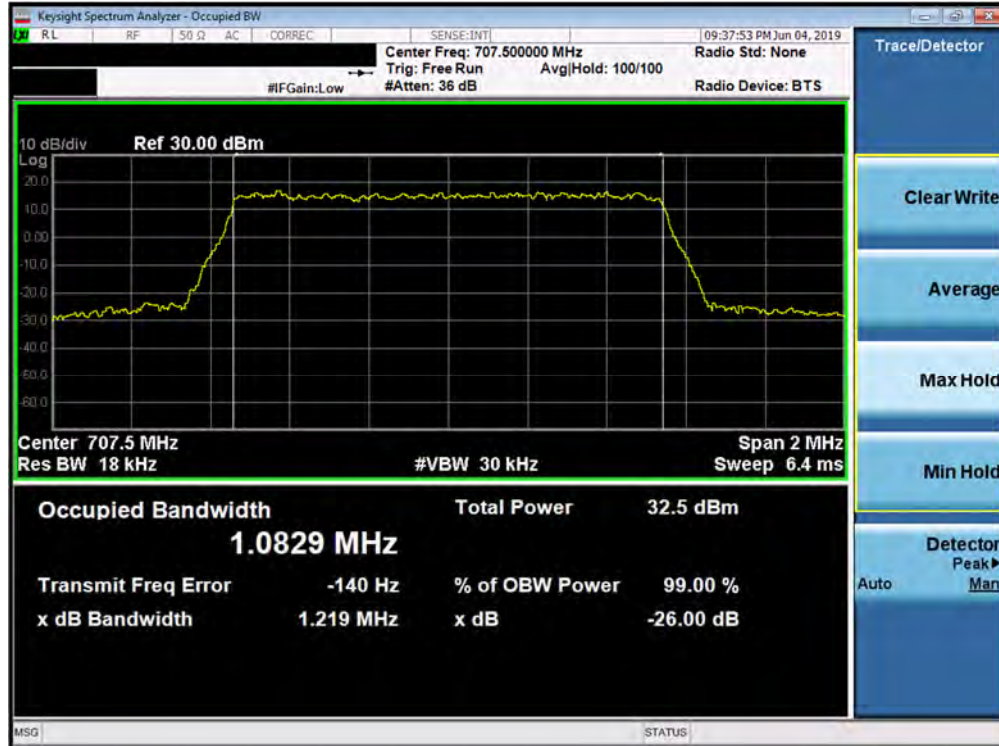 Keysight Spectrum Analyzer - Occupied BW
LXI RL RF 50 Ω AC CORREC SENSE:INT 09:37:53 PM Jun 04, 2019
Center Freq: 707.500000 MHz Radio Std: None
Trig: Free Run Avg|Hold: 100/100
#IFGain:Low #Atten: 36 dB Radio Device: BTS
10 dB/div Ref 30.00 dBm
Log
20.0
10.0
0.00
-10.0
-20.0
-30.0
-40.0
-50.0
-60.0
Center 707.5 MHz Span 2 MHz
Res BW 18 kHz #VBW 30 kHz Sweep 6.4 ms
Occupied Bandwidth Total Power 32.5 dBm
1.0829 MHz
Transmit Freq Error -140 Hz % of OBW Power 99.00 %
x dB Bandwidth 1.219 MHz x dB -26.00 dB
MSG STATUS
Trace/Detector
Clear Write
Average
Max Hold
Min Hold
Detector
Peak▶
Auto Man